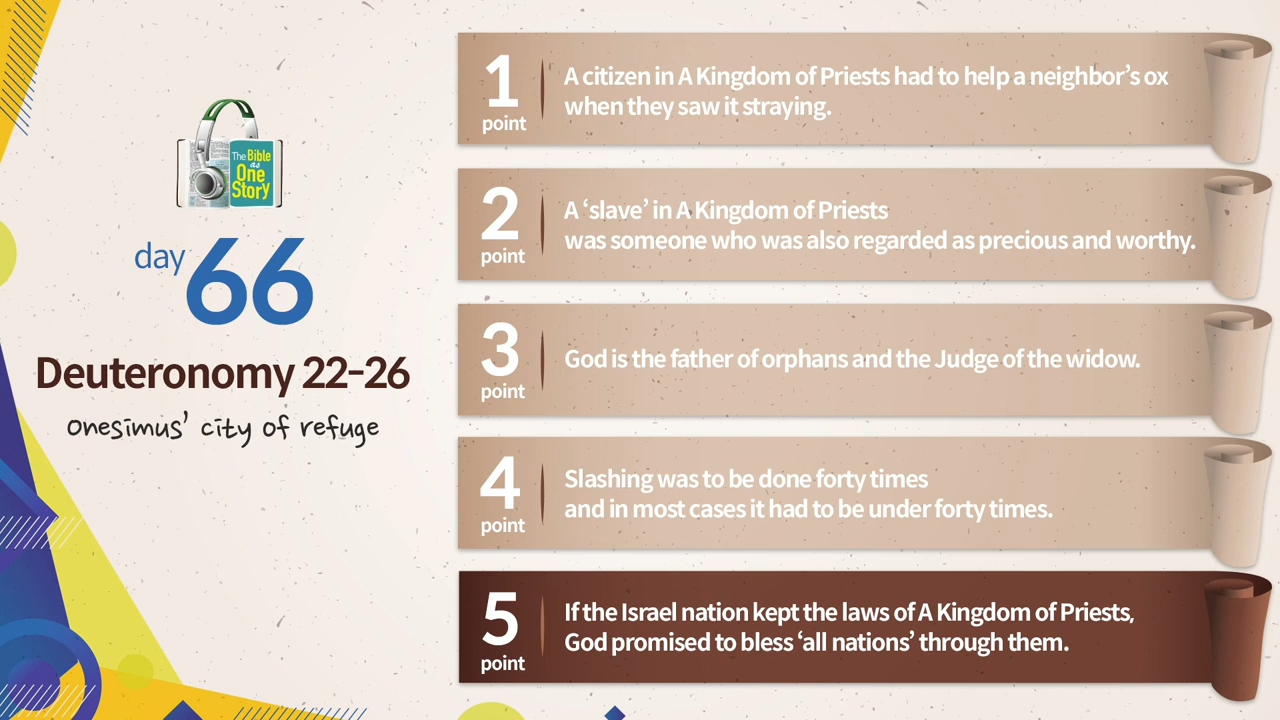 The Bible
as
One
Story
day 66
Deuteronomy 22-26
onesimus' city of refuge
1
point
A citizen in A Kingdom of Priests had to help a neighbor's ox
when they saw it straying.
2
point
A 'slave' in A Kingdom of Priests
was someone who was also regarded as precious and worthy.
3
point
God is the father of orphans and the Judge of the widow.
4
point
Slashing was to be done forty times
and in most cases it had to be under forty times.
5
point
If the Israel nation kept the laws of A Kingdom of Priests,
God promised to bless 'all nations' through them.